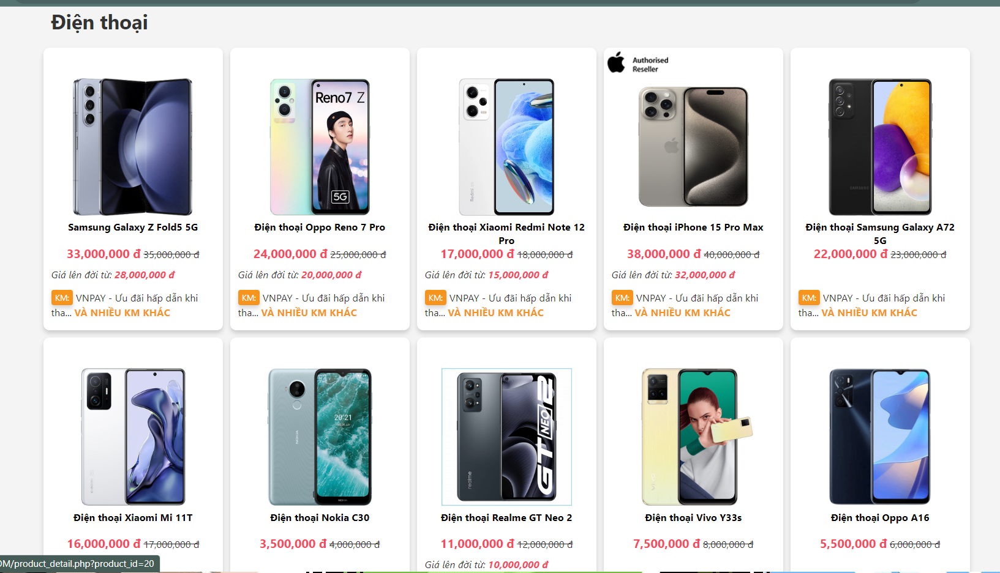 Điện thoại
Authorised
Reseller
Reno7 Z
5G
Redmi
SAMSUNG
Samsung Galaxy Z Fold5 5G
33,000,000 đ 35,000,000 đ
Giá lên đời từ: 28,000,000 đ
KM: VNPAY - Ưu đãi hấp dẫn khi
tha... VÀ NHIỀU KM KHÁC
Điện thoại Oppo Reno 7 Pro
24,000,000 đ 25,000,000 đ
Giá lên đời từ: 20,000,000 đ
KM: VNPAY - Ưu đãi hấp dẫn khi
tha... VÀ NHIỀU KM KHÁC
Điện thoại Xiaomi Redmi Note 12
Pro
17,000,000 đ 18,000,000 đ
Giá lên đời từ: 15,000,000 đ
KM: VNPAY - Ưu đãi hấp dẫn khi
tha... VÀ NHIỀU KM KHÁC
Điện thoại iPhone 15 Pro Max
38,000,000 đ 40,000,000 đ
Giá lên đời từ: 32,000,000 đ
KM: VNPAY - Ưu đãi hấp dẫn khi
tha... VÀ NHIỀU KM KHÁC
Điện thoại Samsung Galaxy A72
5G
22,000,000 đ 23,000,000 đ
KM: VNPAY - Ưu đãi hấp dẫn khi
tha... VÀ NHIỀU KM KHÁC
xiaomi
NOKIA
20:21
NOKIA
realme
GT NEO 2
vivo
Điện thoại Xiaomi Mi 11T
16,000,000 đ 17,000,000 đ
Điện thoại Nokia C30
3,500,000 đ 4,000,000 đ
Điện thoại Realme GT Neo 2
11,000,000 đ 12,000,000 đ
Giá lên đời từ: 10,000,000 đ
Điện thoại Vivo Y33s
7,500,000 đ 8,000,000 đ
Điện thoại Oppo A16
5,500,000 đ 6,000,000 đ
OM/product_detail.php?product_id=20